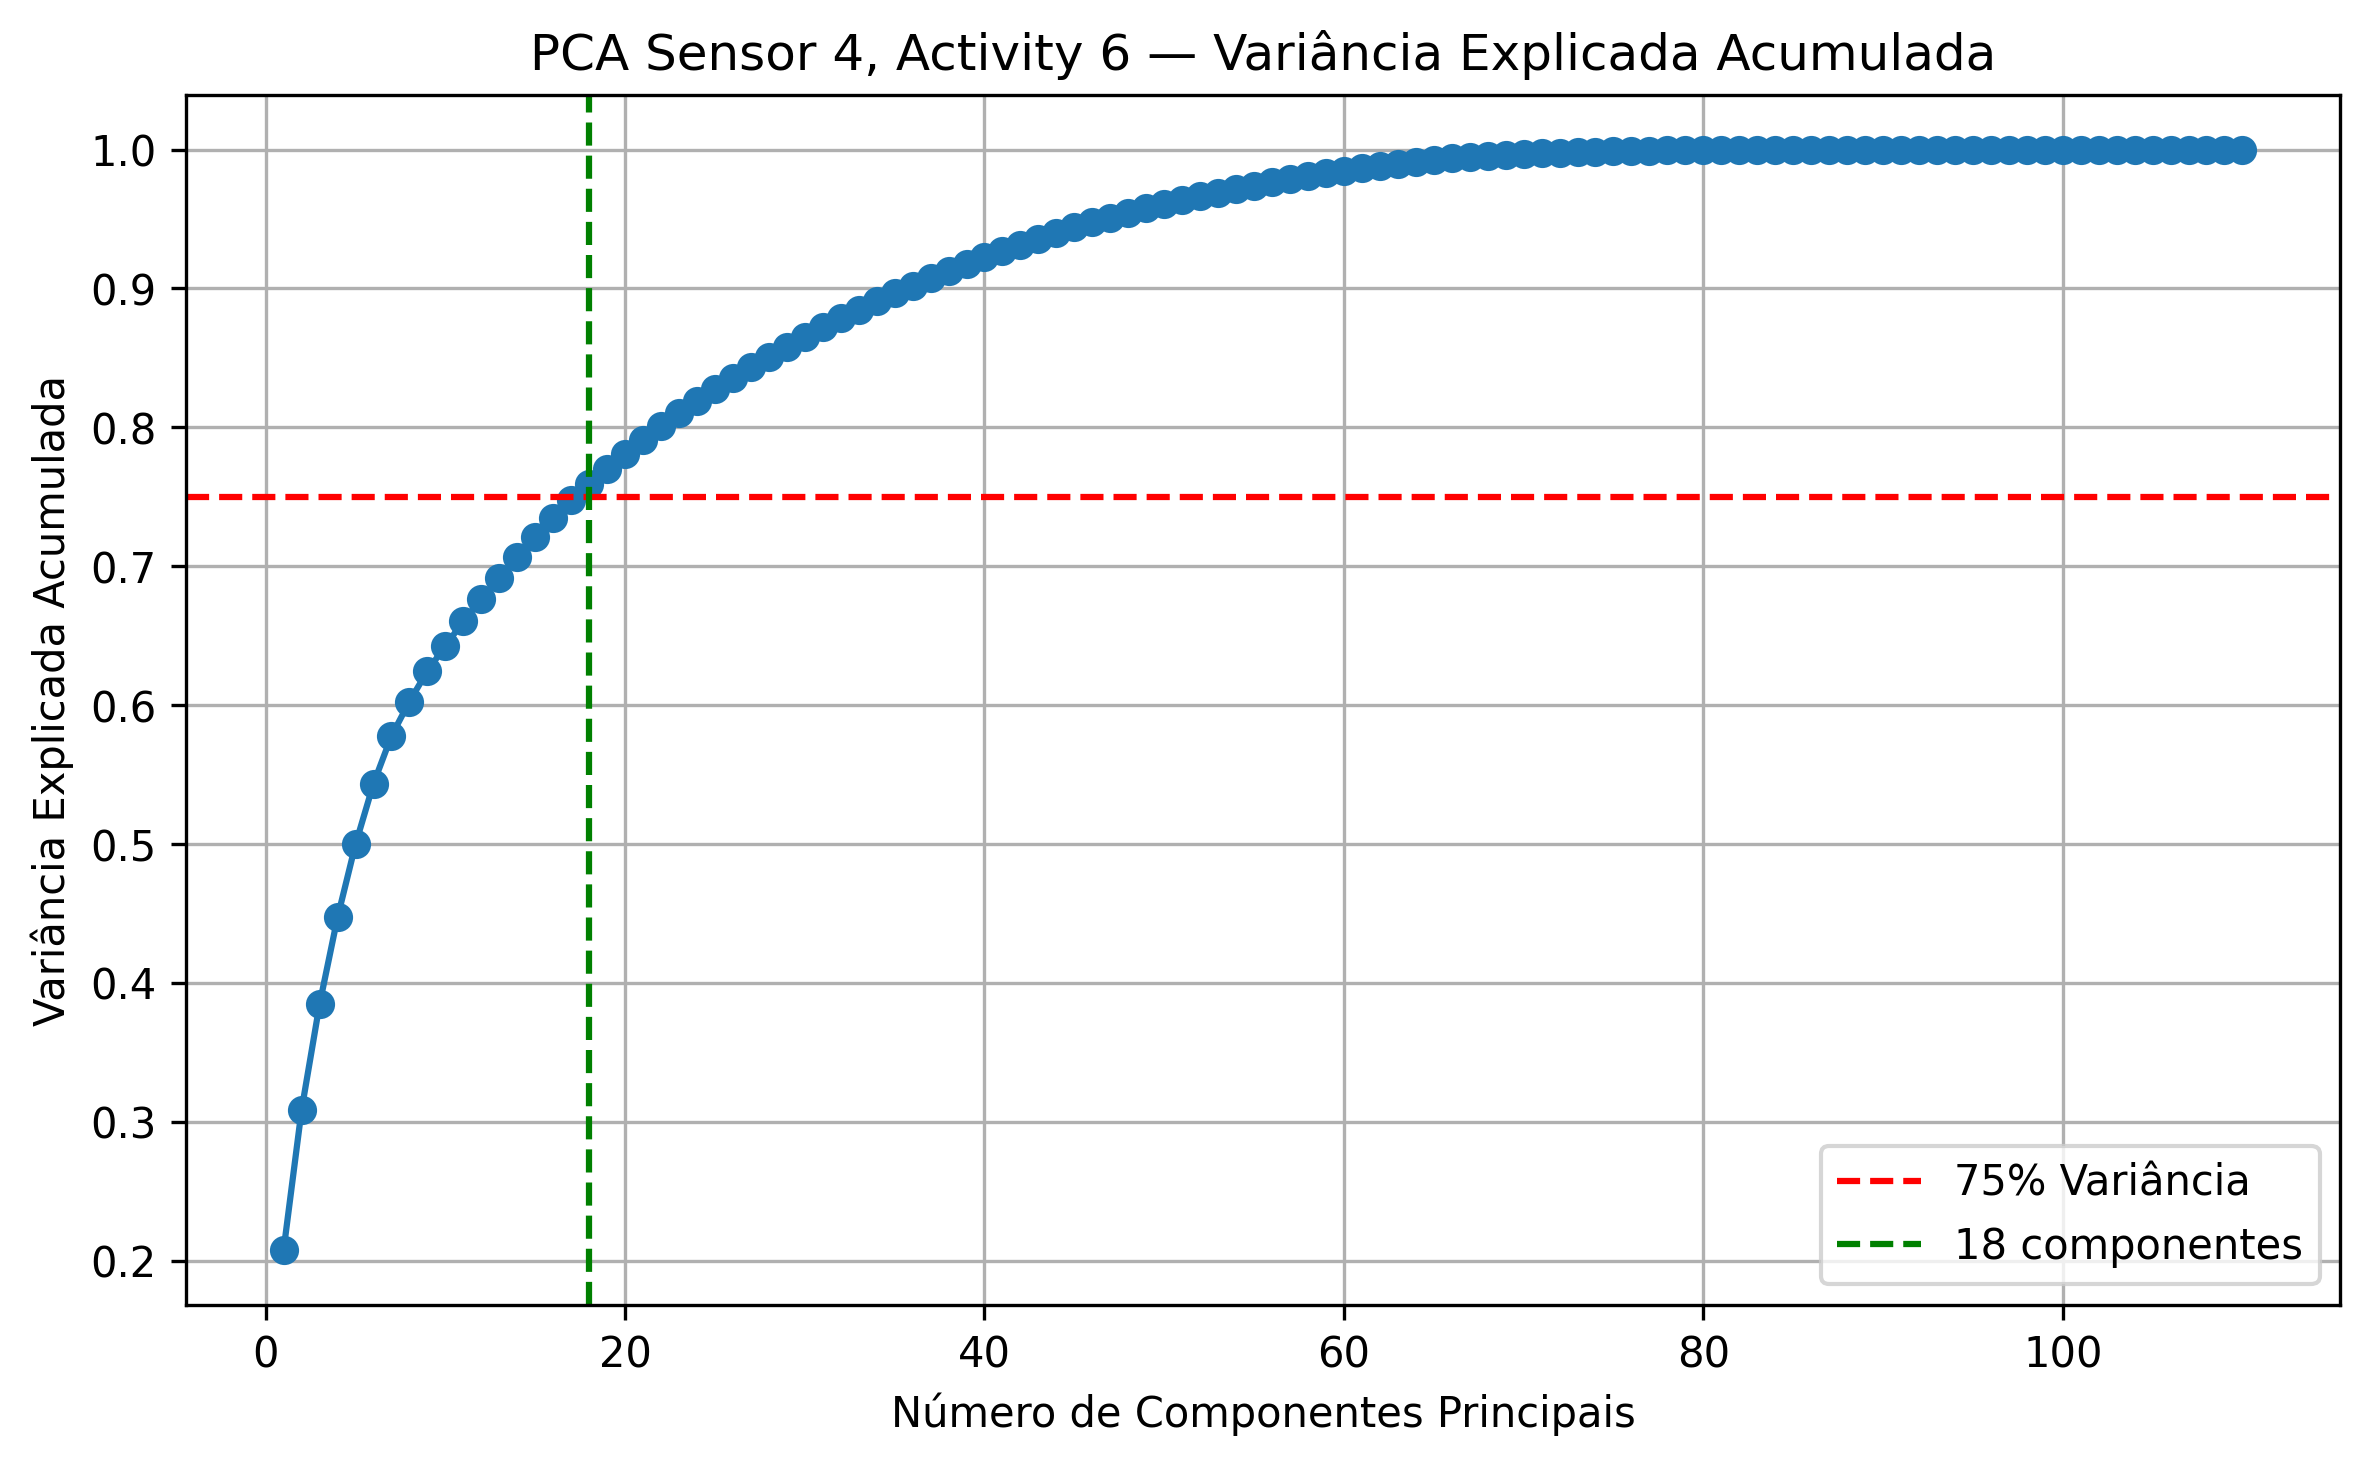 PCA Sensor 4, Activity 6 — Variância Explicada Acumulada
Variância Explicada Acumulada
1.0
0.9
0.8
0.7
0.6
0.5
0.4
0.3
0.2
75% Variância
18 componentes
0 20 40 60 80 100
Número de Componentes Principais